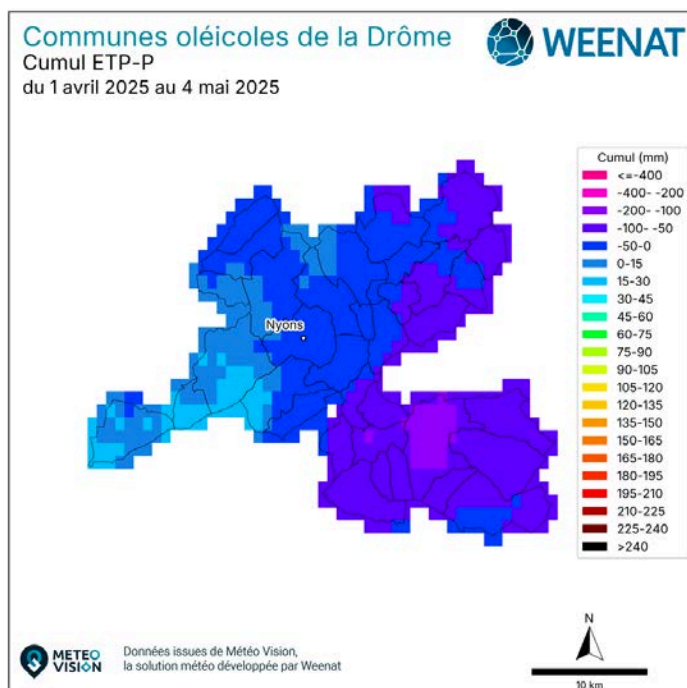 Communes oléicoles de la Drôme
Cumul ETP-P
du 1 avril 2025 au 4 mai 2025
WEENAT
Cumul (mm)
<=-400
-400- -200
-200- -100
-100- -50
-50-0
0-15
15-30
30-45
45-60
60-75
75-90
90-105
105-120
120-135
135-150
150-165
165-180
180-195
195-210
210-225
225-240
>240
Nyons
METEO
VISION
Données issues de Météo Vision,
la solution météo développée par Weenat
N
10 km